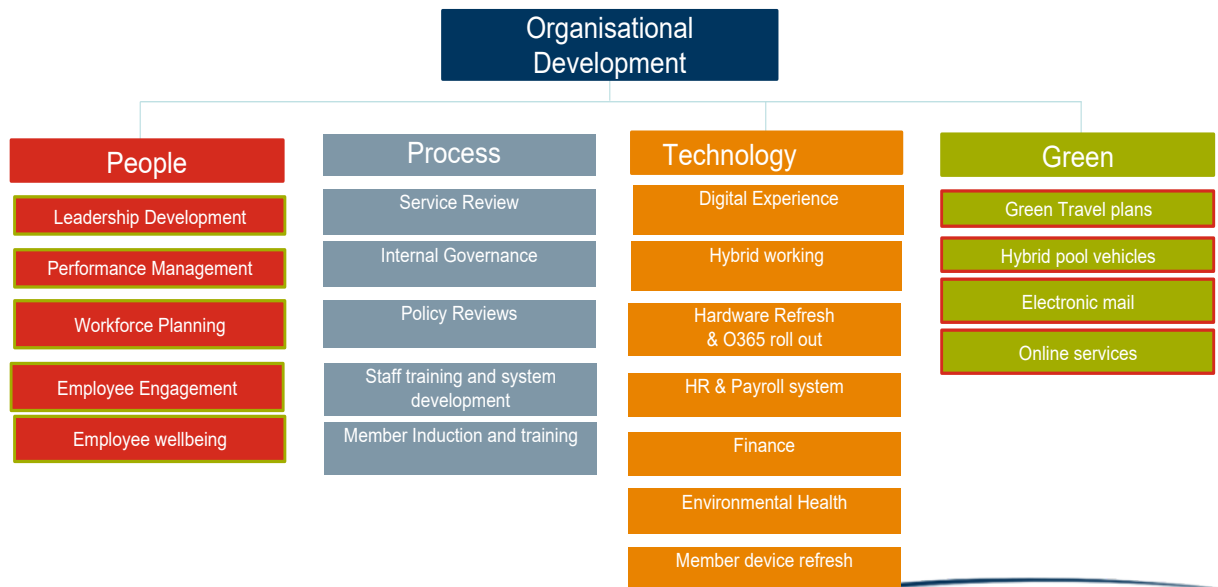 Organisational
Development
People
Leadership Development
Performance Management
Workforce Planning
Employee Engagement
Employee wellbeing
Process
Service Review
Internal Governance
Policy Reviews
Staff training and system
development
Member Induction and training
Technology
Digital Experience
Hybrid working
Hardware Refresh
& O365 roll out
HR & Payroll system
Finance
Environmental Health
Member device refresh
Green
Green Travel plans
Hybrid pool vehicles
Electronic mail
Online services